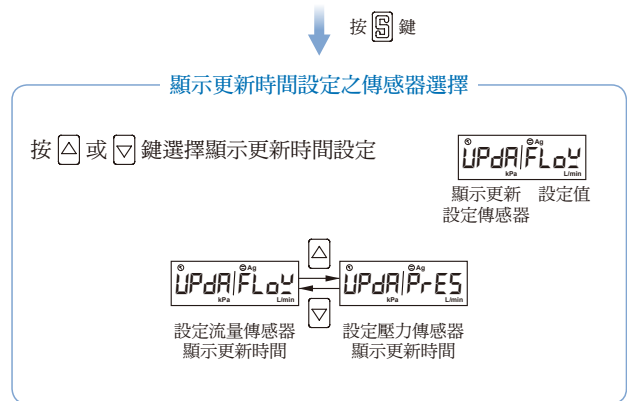 按 S 鍵
顯示更新時間設定之傳感器選擇
按 △ 或 ▽ 鍵選擇顯示更新時間設定
Ag
UPdA FLoW
kPa L/min
顯示更新 設定值
設定傳感器
△
Ag Ag
UPdA FLoW UPdA PrES
kPa L/min kPa L/min
▽
設定流量傳感器 設定壓力傳感器
顯示更新時間 顯示更新時間